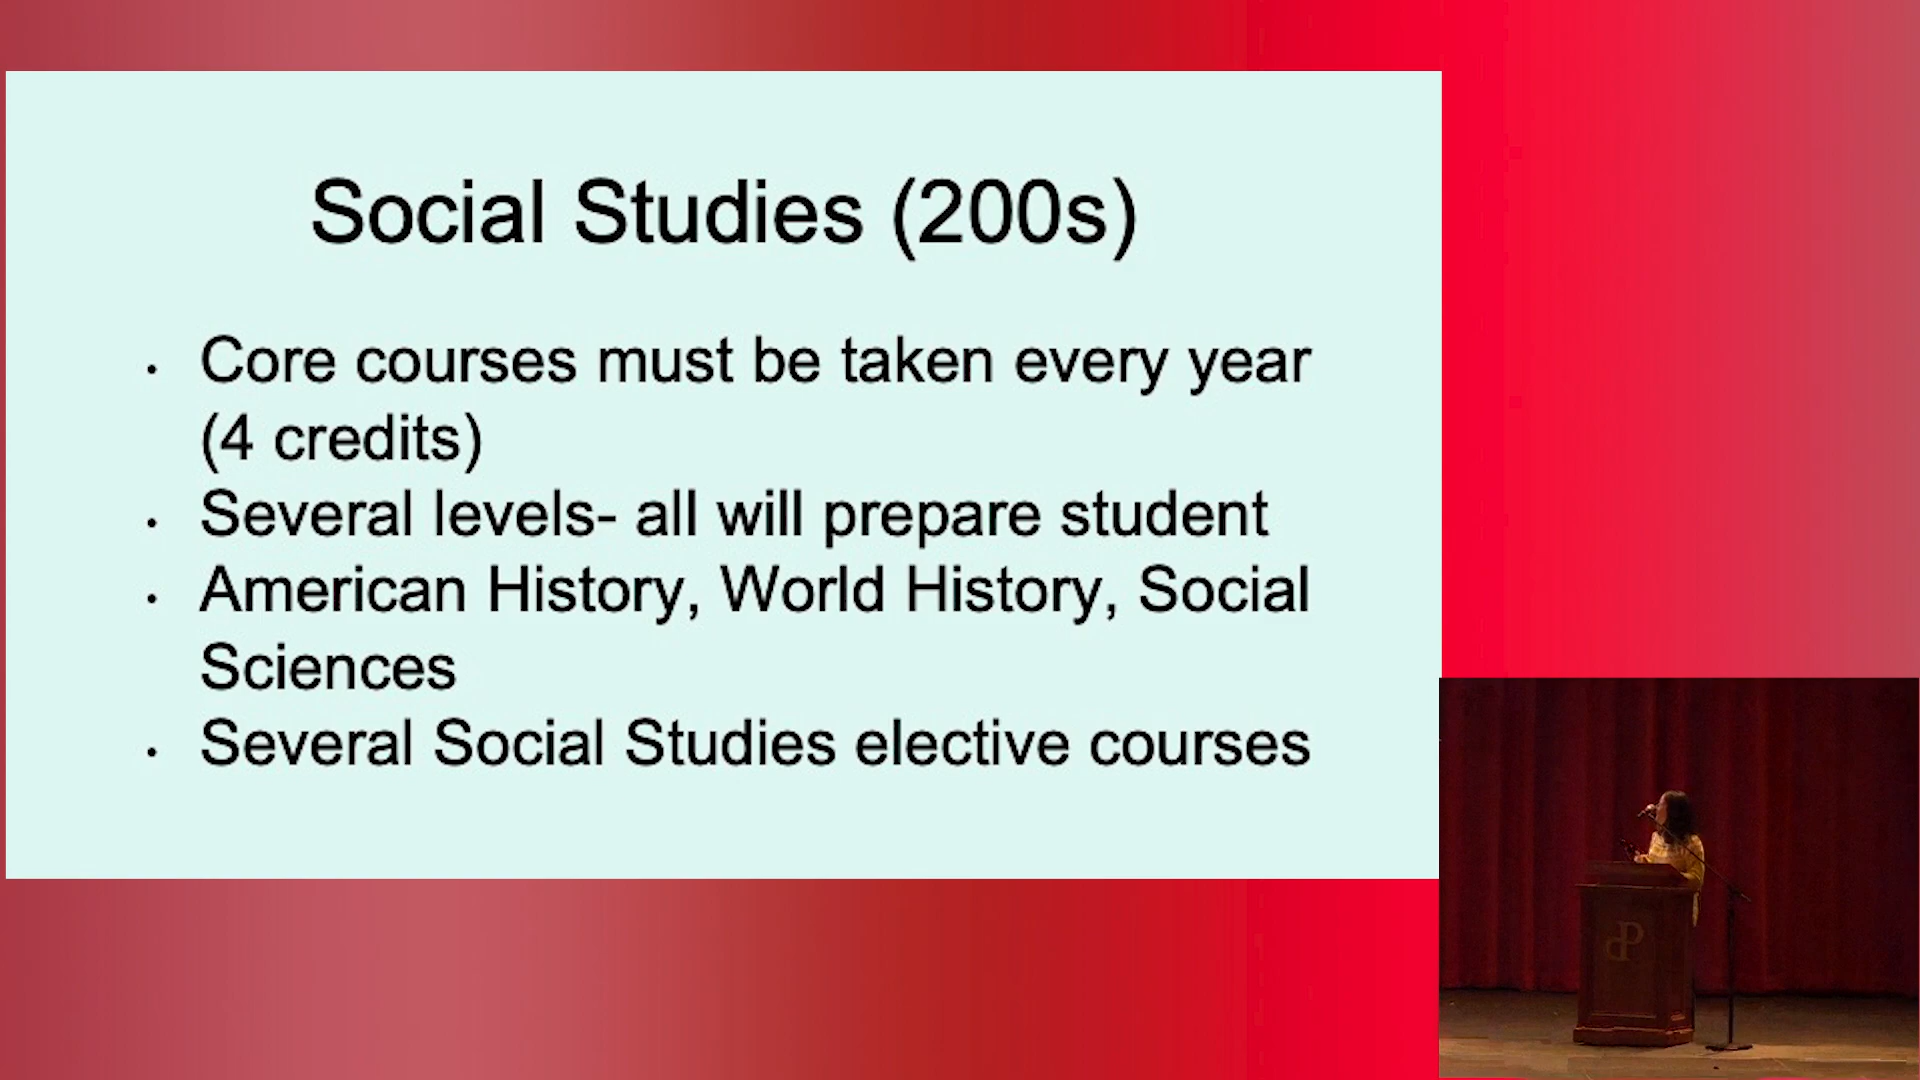 Social Studies (200s)
• Core courses must be taken every year
(4 credits)
• Several levels- all will prepare student
• American History, World History, Social
Sciences
• Several Social Studies elective courses